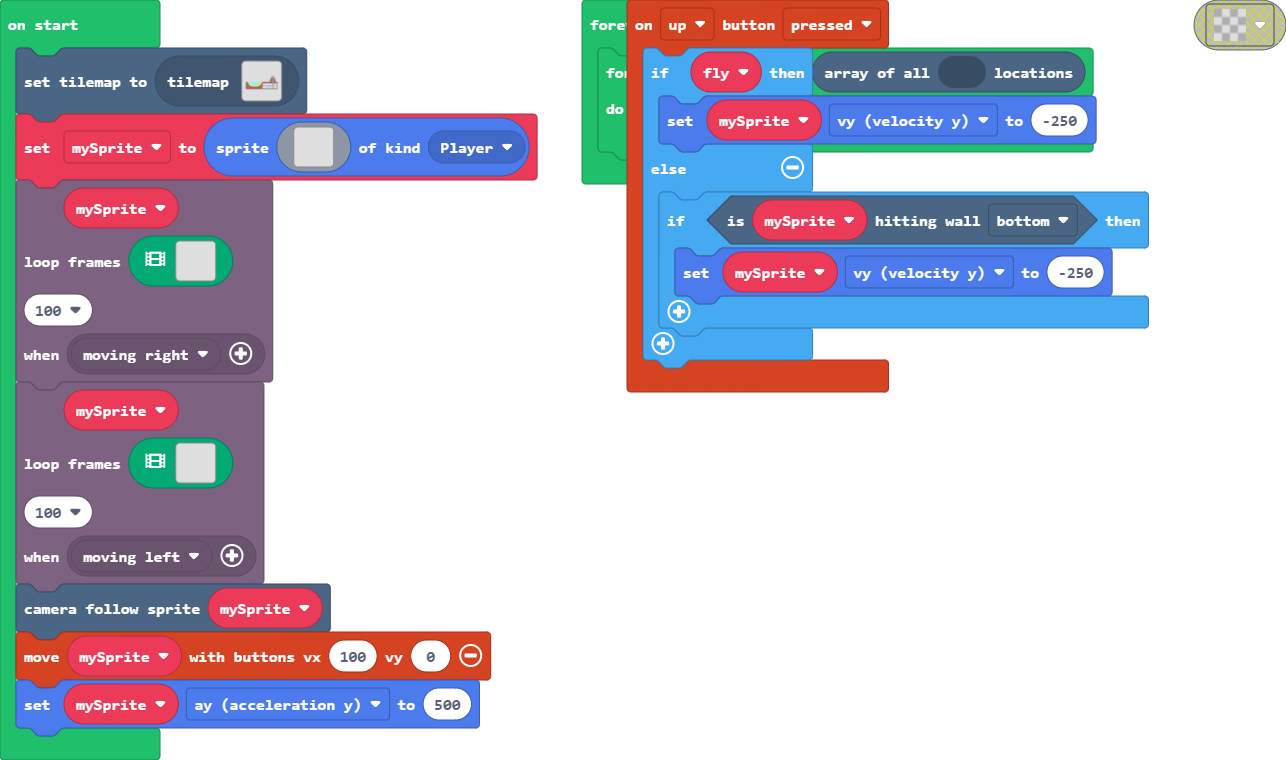 on start
set tilemap to tilemap
set mySprite to sprite of kind Player
mySprite
loop frames
100
when moving right
mySprite
loop frames
100
when moving left
camera follow sprite mySprite
move mySprite with buttons vx 100 vy 0
set mySprite ay (acceleration y) to 500
on up button pressed
if fly then
array of all locations
do
set mySprite vy (velocity y) to -250
else
if is mySprite hitting wall bottom then
set mySprite vy (velocity y) to -250